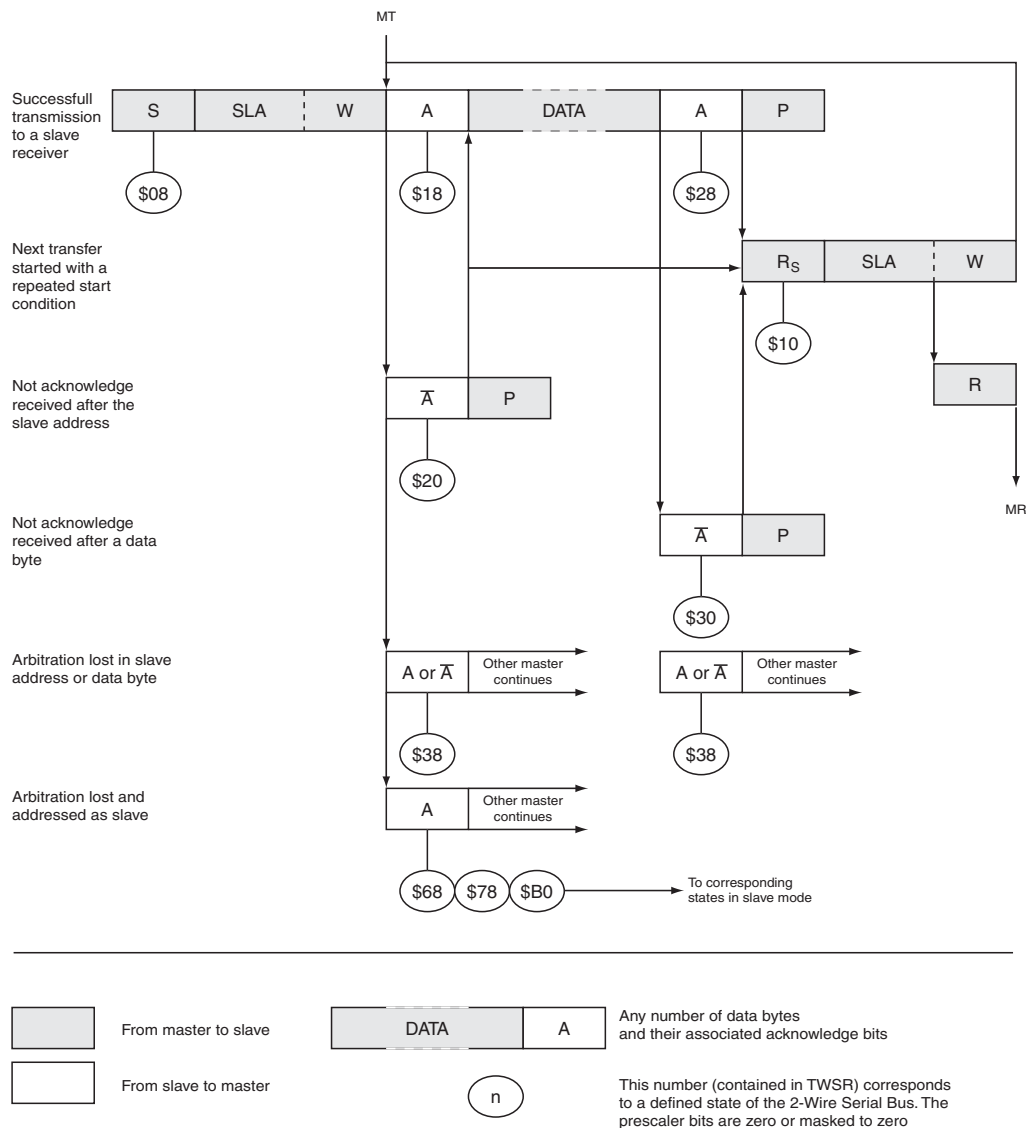 MT
Successfull
transmission
to a slave
receiver
S SLA W A DATA A P
$08 $18 $28
Next transfer
started with a
repeated start
condition
RS SLA W
$10
Not acknowledge
received after the
slave address
A̅ P
R
$20
MR
Not acknowledge
received after a data
byte
A̅ P
$30
Arbitration lost in slave
address or data byte
A or A̅
Other master
continues
A or A̅
Other master
continues
$38 $38
Arbitration lost and
addressed as slave
A
Other master
continues
$68 $78 $B0
To corresponding
states in slave mode
From master to slave
DATA A
Any number of data bytes
and their associated acknowledge bits
From slave to master
n
This number (contained in TWSR) corresponds
to a defined state of the 2-Wire Serial Bus. The
prescaler bits are zero or masked to zero